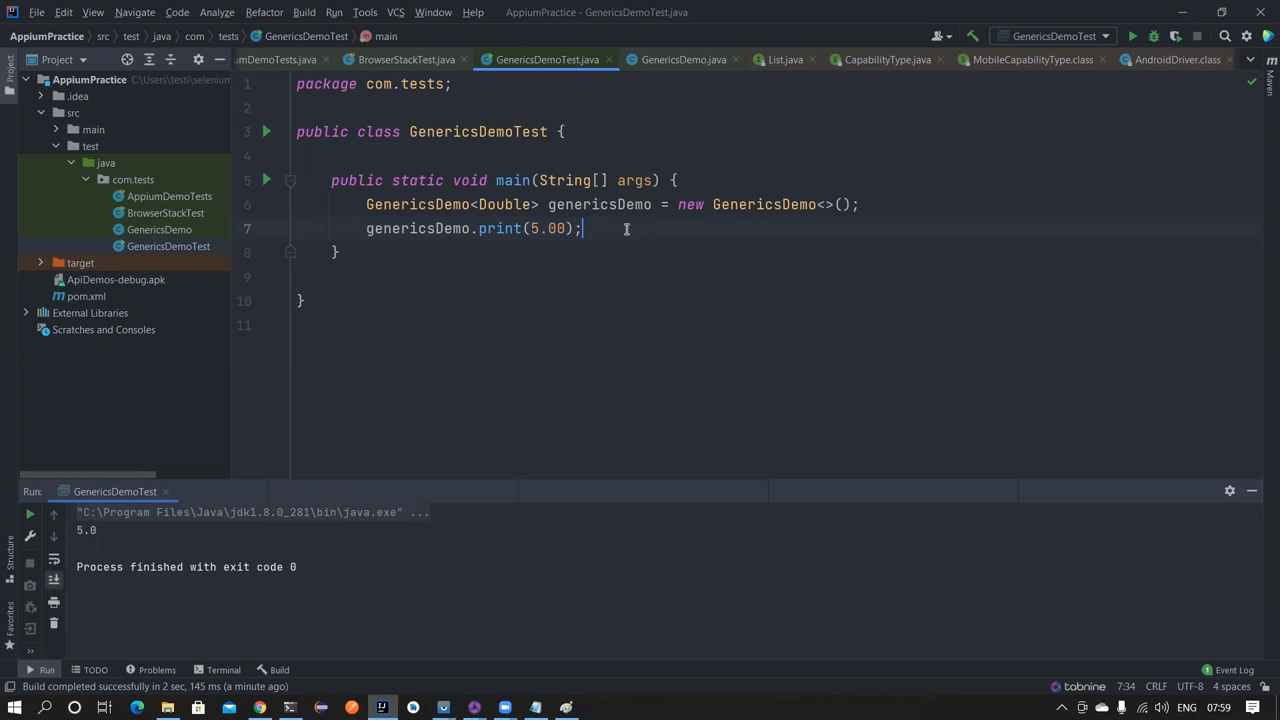 File Edit View Navigate Code Analyze Refactor Build Run Tools VCS Window Help AppiumPractice - GenericsDemoTest.java
AppiumPractice src test java com tests GenericsDemoTest main GenericsDemoTest
Project umDemoTests.java BrowserStackTest.java GenericsDemoTest.java GenericsDemo.java List.java CapabilityType.java MobileCapabilityType.class AndroidDriver.class
Project
Maven
AppiumPractice C:\Users\testi\selenium
.idea
src
main
test
java
com.tests
AppiumDemoTests
BrowserStackTest
GenericsDemo
GenericsDemoTest
target
ApiDemos-debug.apk
pom.xml
External Libraries
Scratches and Consoles
1 package com.tests;
2
3 public class GenericsDemoTest {
4
5 public static void main(String[] args) {
6 GenericsDemo<Double> genericsDemo = new GenericsDemo<>();
7 genericsDemo.print(5.00);
8 }
9
10 }
11
Run: GenericsDemoTest
"C:\Program Files\Java\jdk1.8.0_281\bin\java.exe" ...
5.0
Process finished with exit code 0
Structure
Favorites
Run TODO Problems Terminal Build Event Log
Build completed successfully in 2 sec, 145 ms (a minute ago) tabnine 7:34 CRLF UTF-8 4 spaces
ENG 07:59